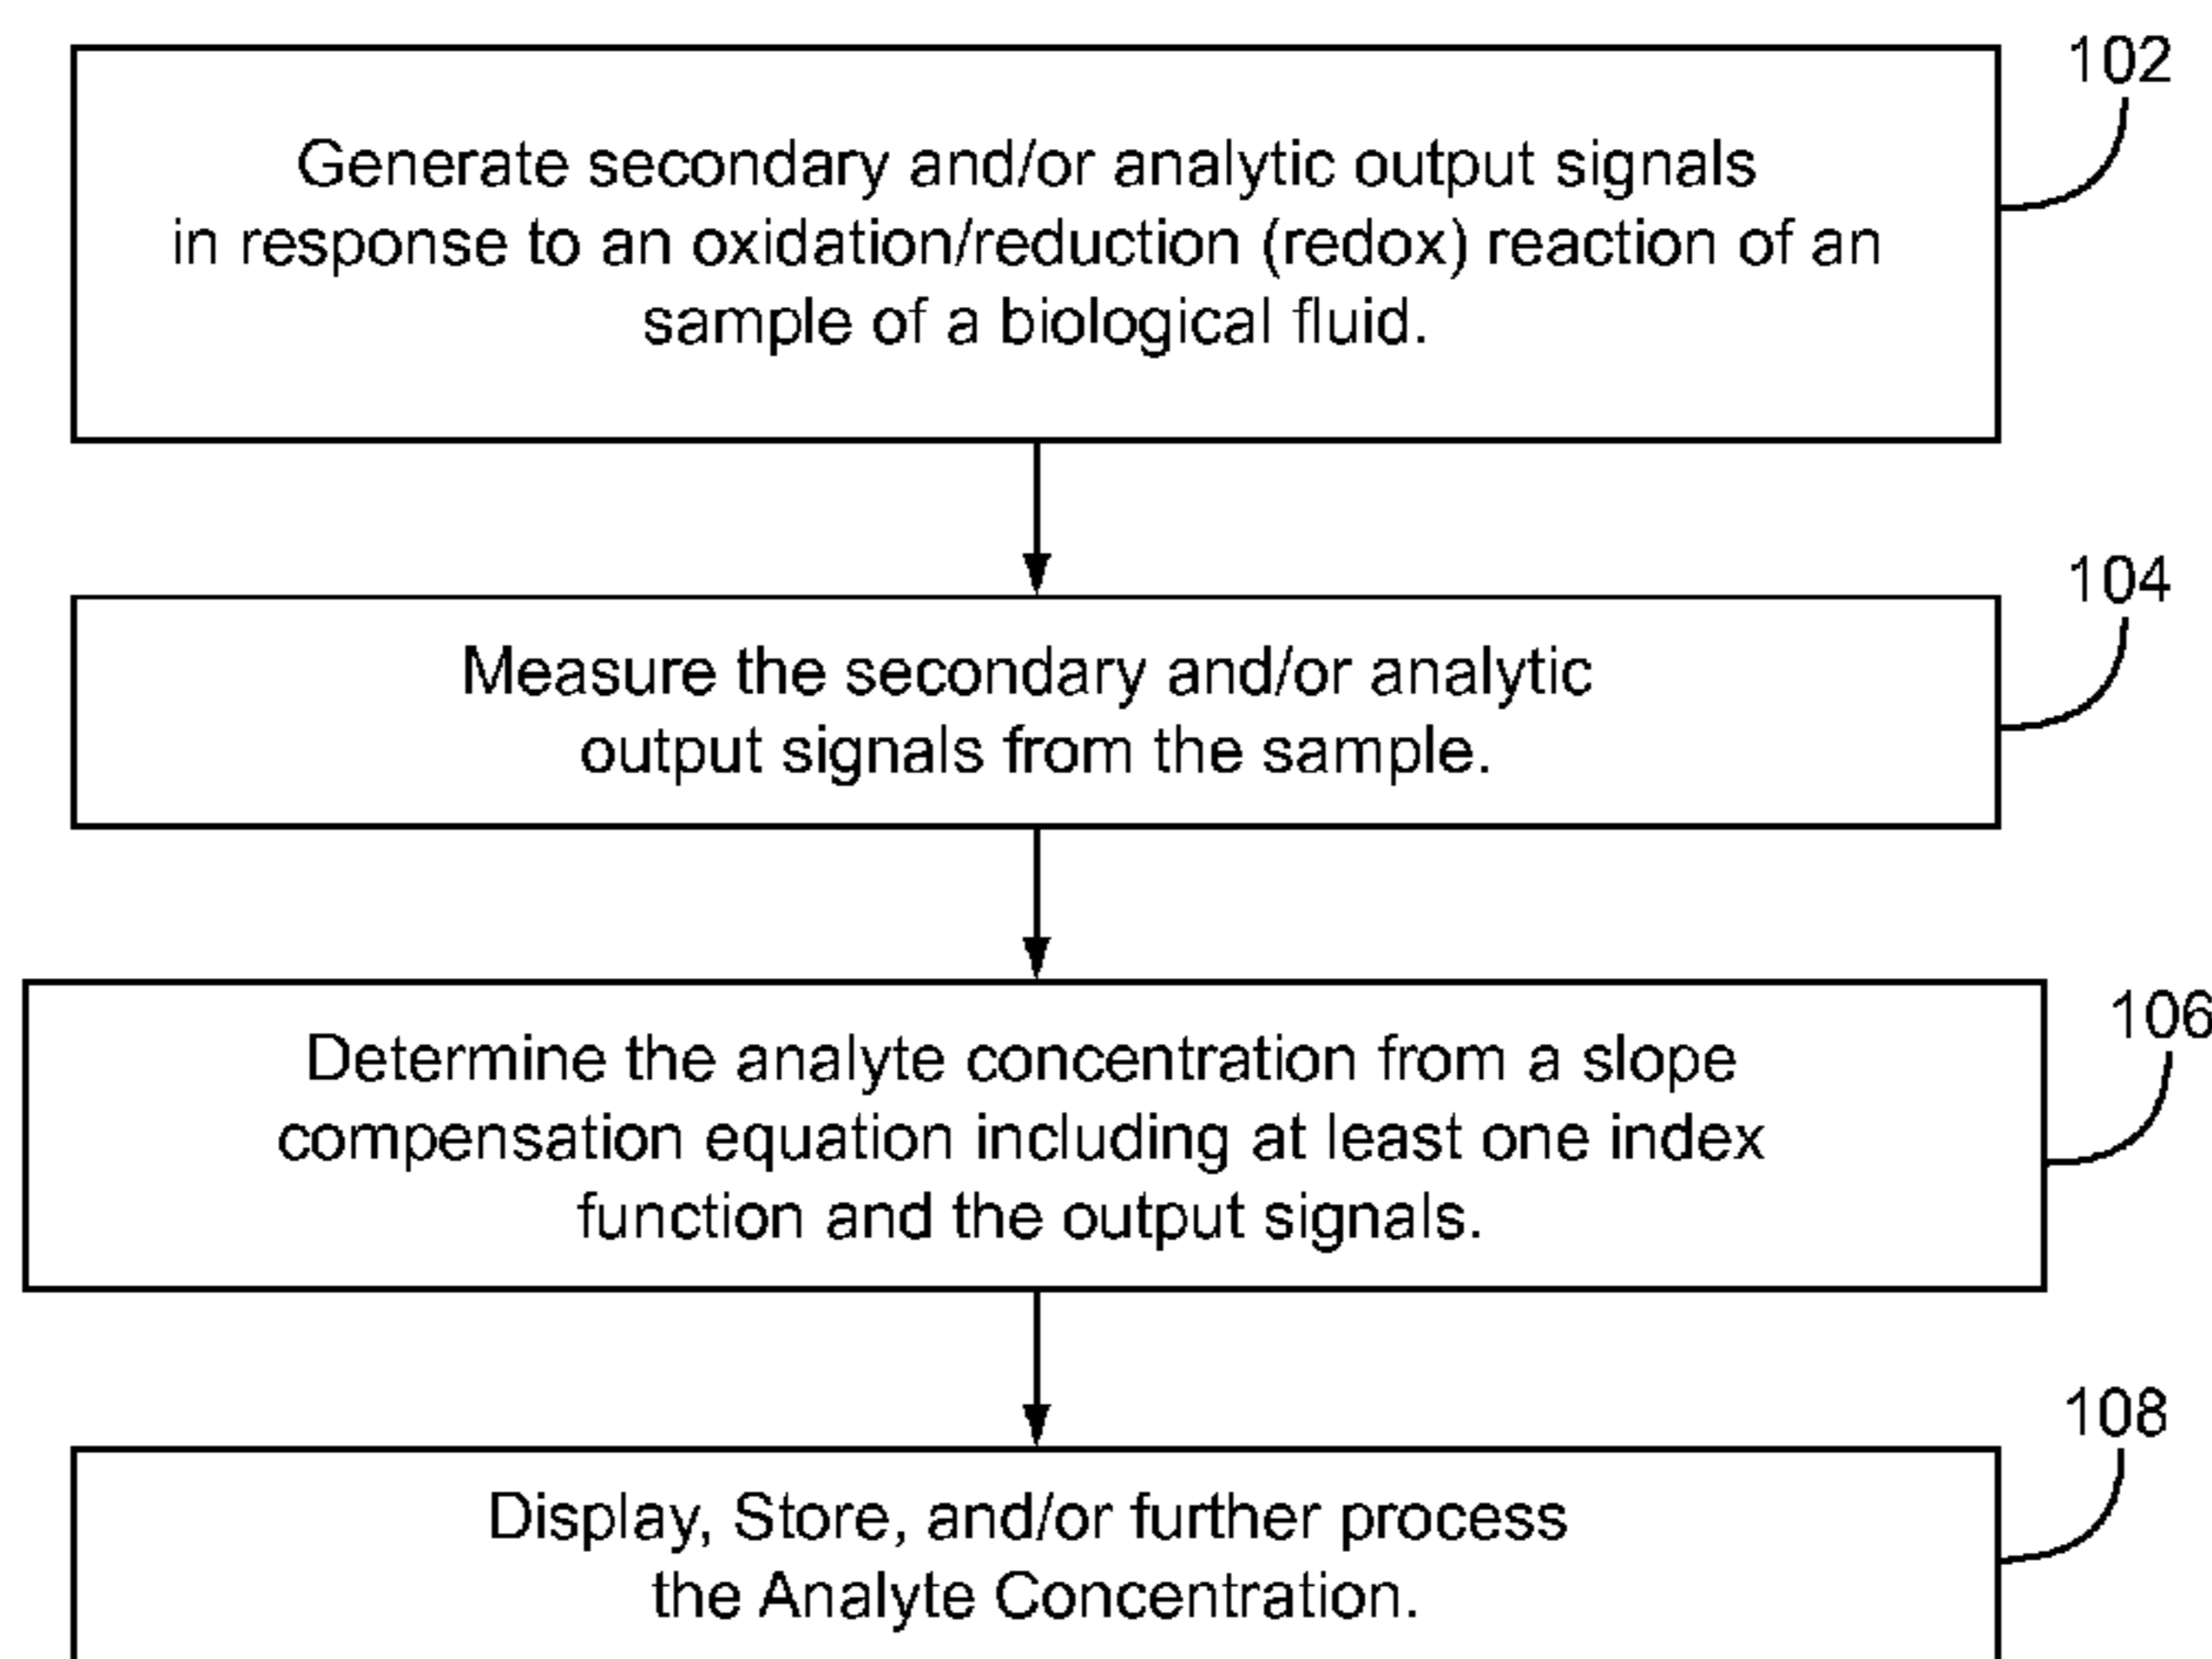 102
Generate secondary and/or analytic output signals
in response to an oxidation/reduction (redox) reaction of an
sample of a biological fluid.
104
Measure the secondary and/or analytic
output signals from the sample.
106
Determine the analyte concentration from a slope
compensation equation including at least one index
function and the output signals.
108
Display, Store, and/or further process
the Analyte Concentration.